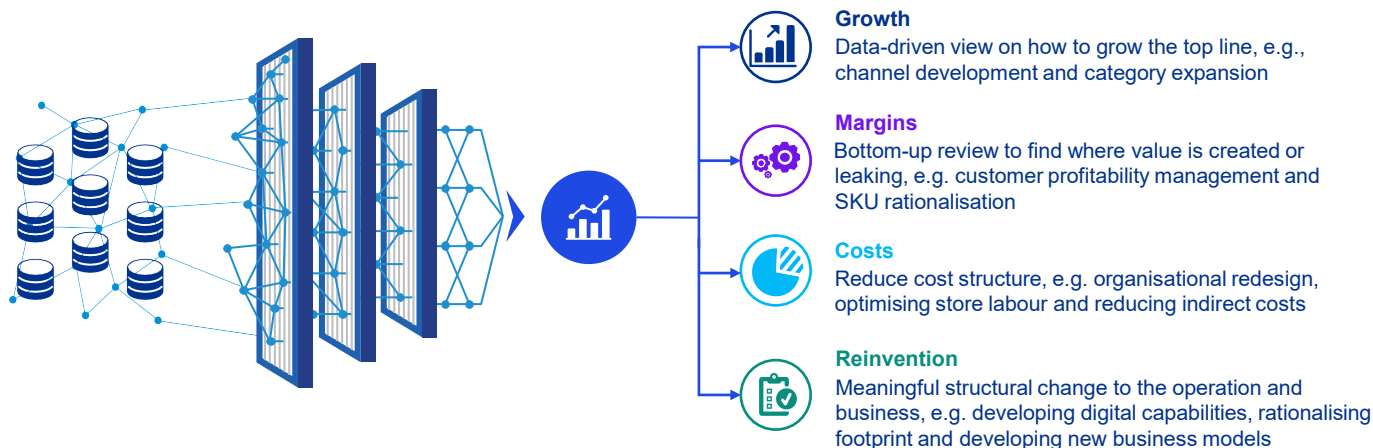 Growth
Data-driven view on how to grow the top line, e.g.,
channel development and category expansion
Margins
Bottom-up review to find where value is created or
leaking, e.g. customer profitability management and
SKU rationalisation
Costs
Reduce cost structure, e.g. organisational redesign,
optimising store labour and reducing indirect costs
Reinvention
Meaningful structural change to the operation and
business, e.g. developing digital capabilities, rationalising
footprint and developing new business models